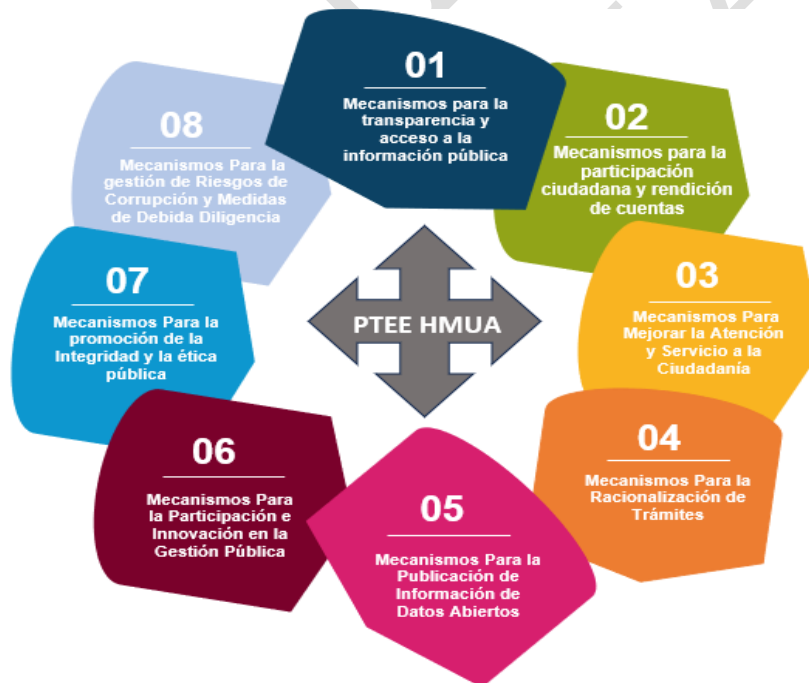 01
Mecanismos para la
transparencia y
acceso a la
información pública
02
Mecanismos para la
participación
ciudadana y rendición
de cuentas
03
Mecanismos Para
Mejorar la Atención
y Servicio a la
Ciudadanía
04
Mecanismos Para la
Racionalización de
Trámites
05
Mecanismos Para la
Publicación de
Información de
Datos Abiertos
06
Mecanismos Para
la Participación e
Innovación en la
Gestión Pública
07
Mecanismos Para la
promoción de la
Integridad y la ética
pública
08
Mecanismos Para la
gestión de Riesgos de
Corrupción y Medidas
de Debida Diligencia
PTEE HMUA